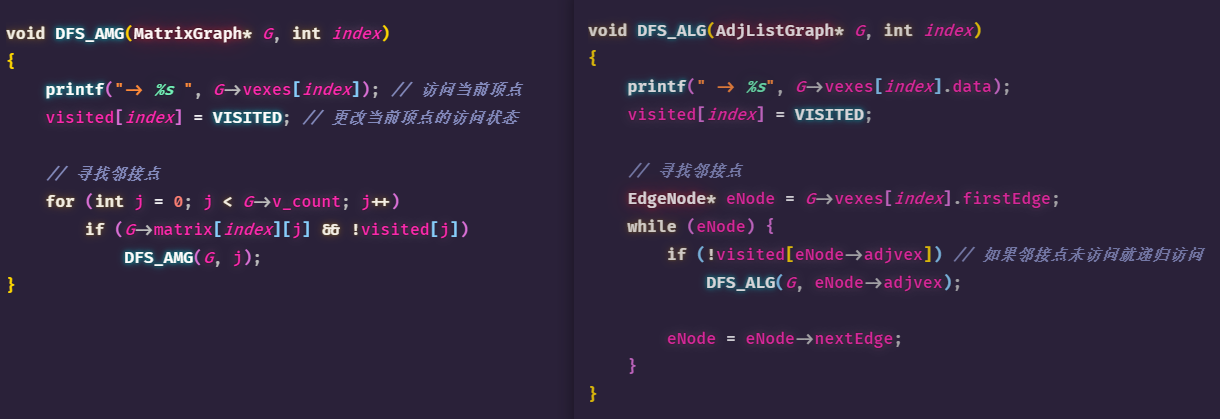 void DFS_AMG(MatrixGraph* G, int index)
{
    printf("-> %s ", G->vexes[index]); // 访问当前顶点
    visited[index] = VISITED; // 更改当前顶点的访问状态

    // 寻找邻接点
    for (int j = 0; j < G->v_count; j++)
        if (G->matrix[index][j] && !visited[j])
            DFS_AMG(G, j);
}
void DFS_ALG(AdjListGraph* G, int index)
{
    printf(" -> %s", G->vexes[index].data);
    visited[index] = VISITED;

    // 寻找邻接点
    EdgeNode* eNode = G->vexes[index].firstEdge;
    while (eNode) {
        if (!visited[eNode->adjvex]) // 如果邻接点未访问就递归访问
            DFS_ALG(G, eNode->adjvex);

        eNode = eNode->nextEdge;
    }
}